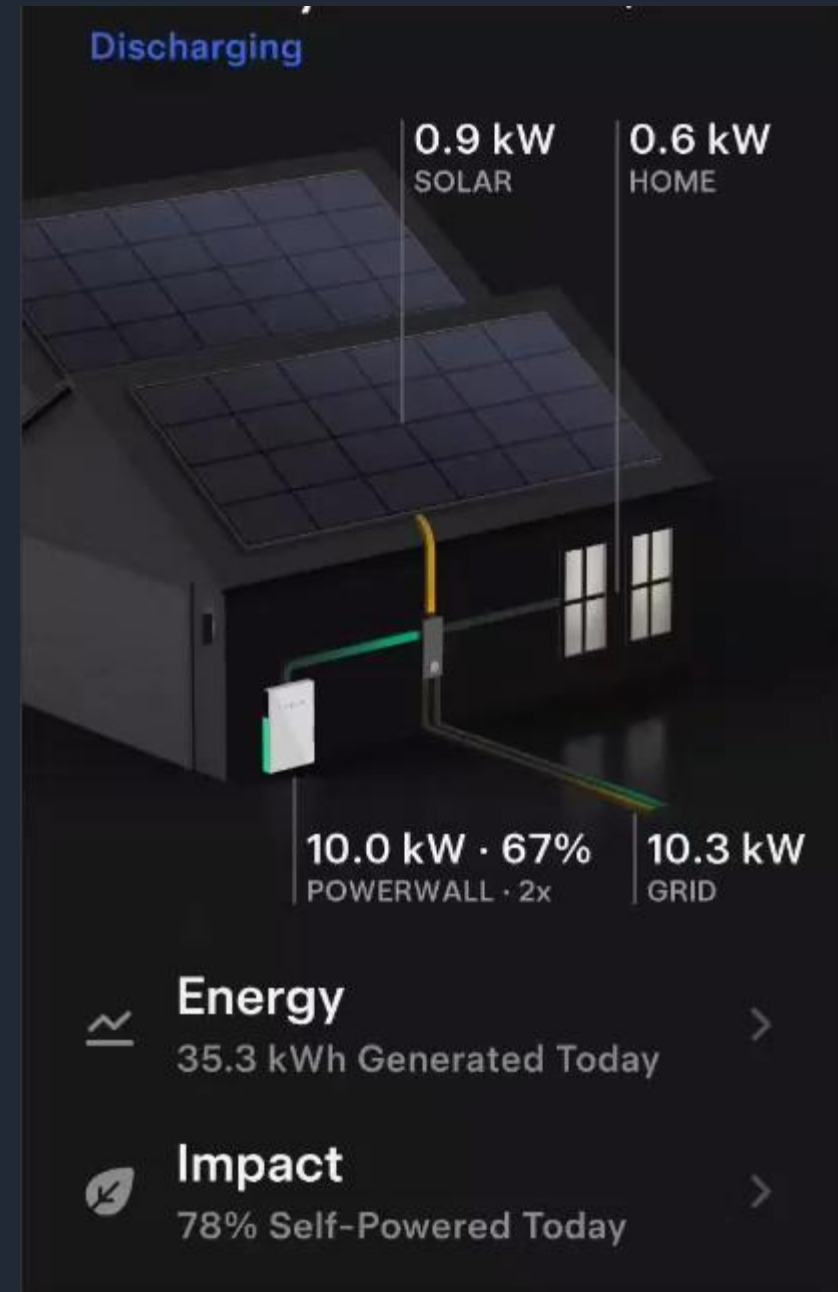 Discharging
0.9 kW
SOLAR
0.6 kW
HOME
10.0 kW · 67%
POWERWALL · 2x
10.3 kW
GRID
Energy
35.3 kWh Generated Today
Impact
78% Self-Powered Today